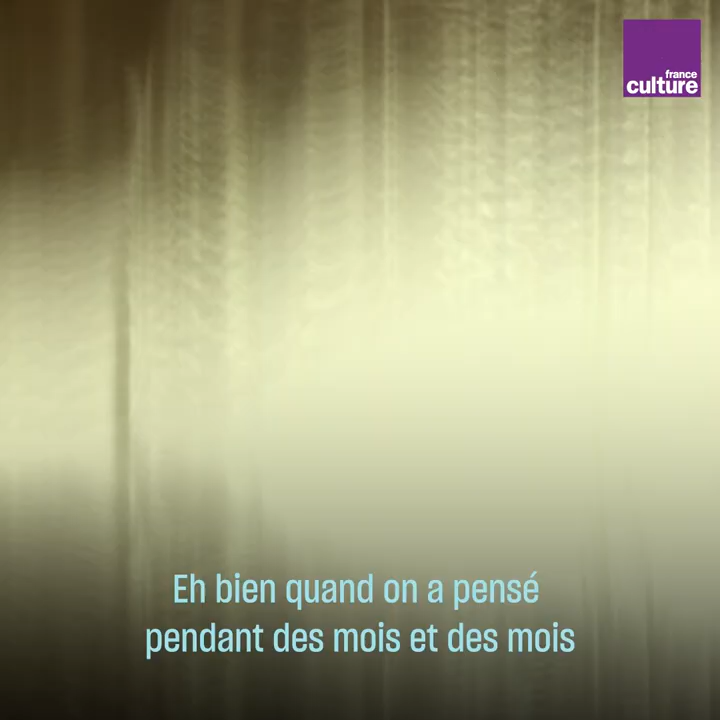 france
culture
Eh bien quand on a pensé
pendant des mois et des mois